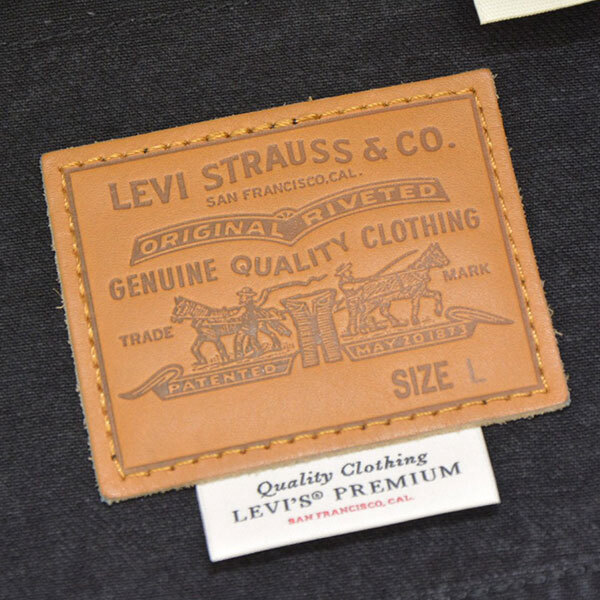 LEVI STRAUSS & CO.
SAN FRANCISCO, CAL.
ORIGINAL RIVETED
GENUINE QUALITY CLOTHING
TRADE MARK
PATENTED MAY 20 1873
SIZE L
Quality Clothing
LEVI'S® PREMIUM
SAN FRANCISCO, CAL.